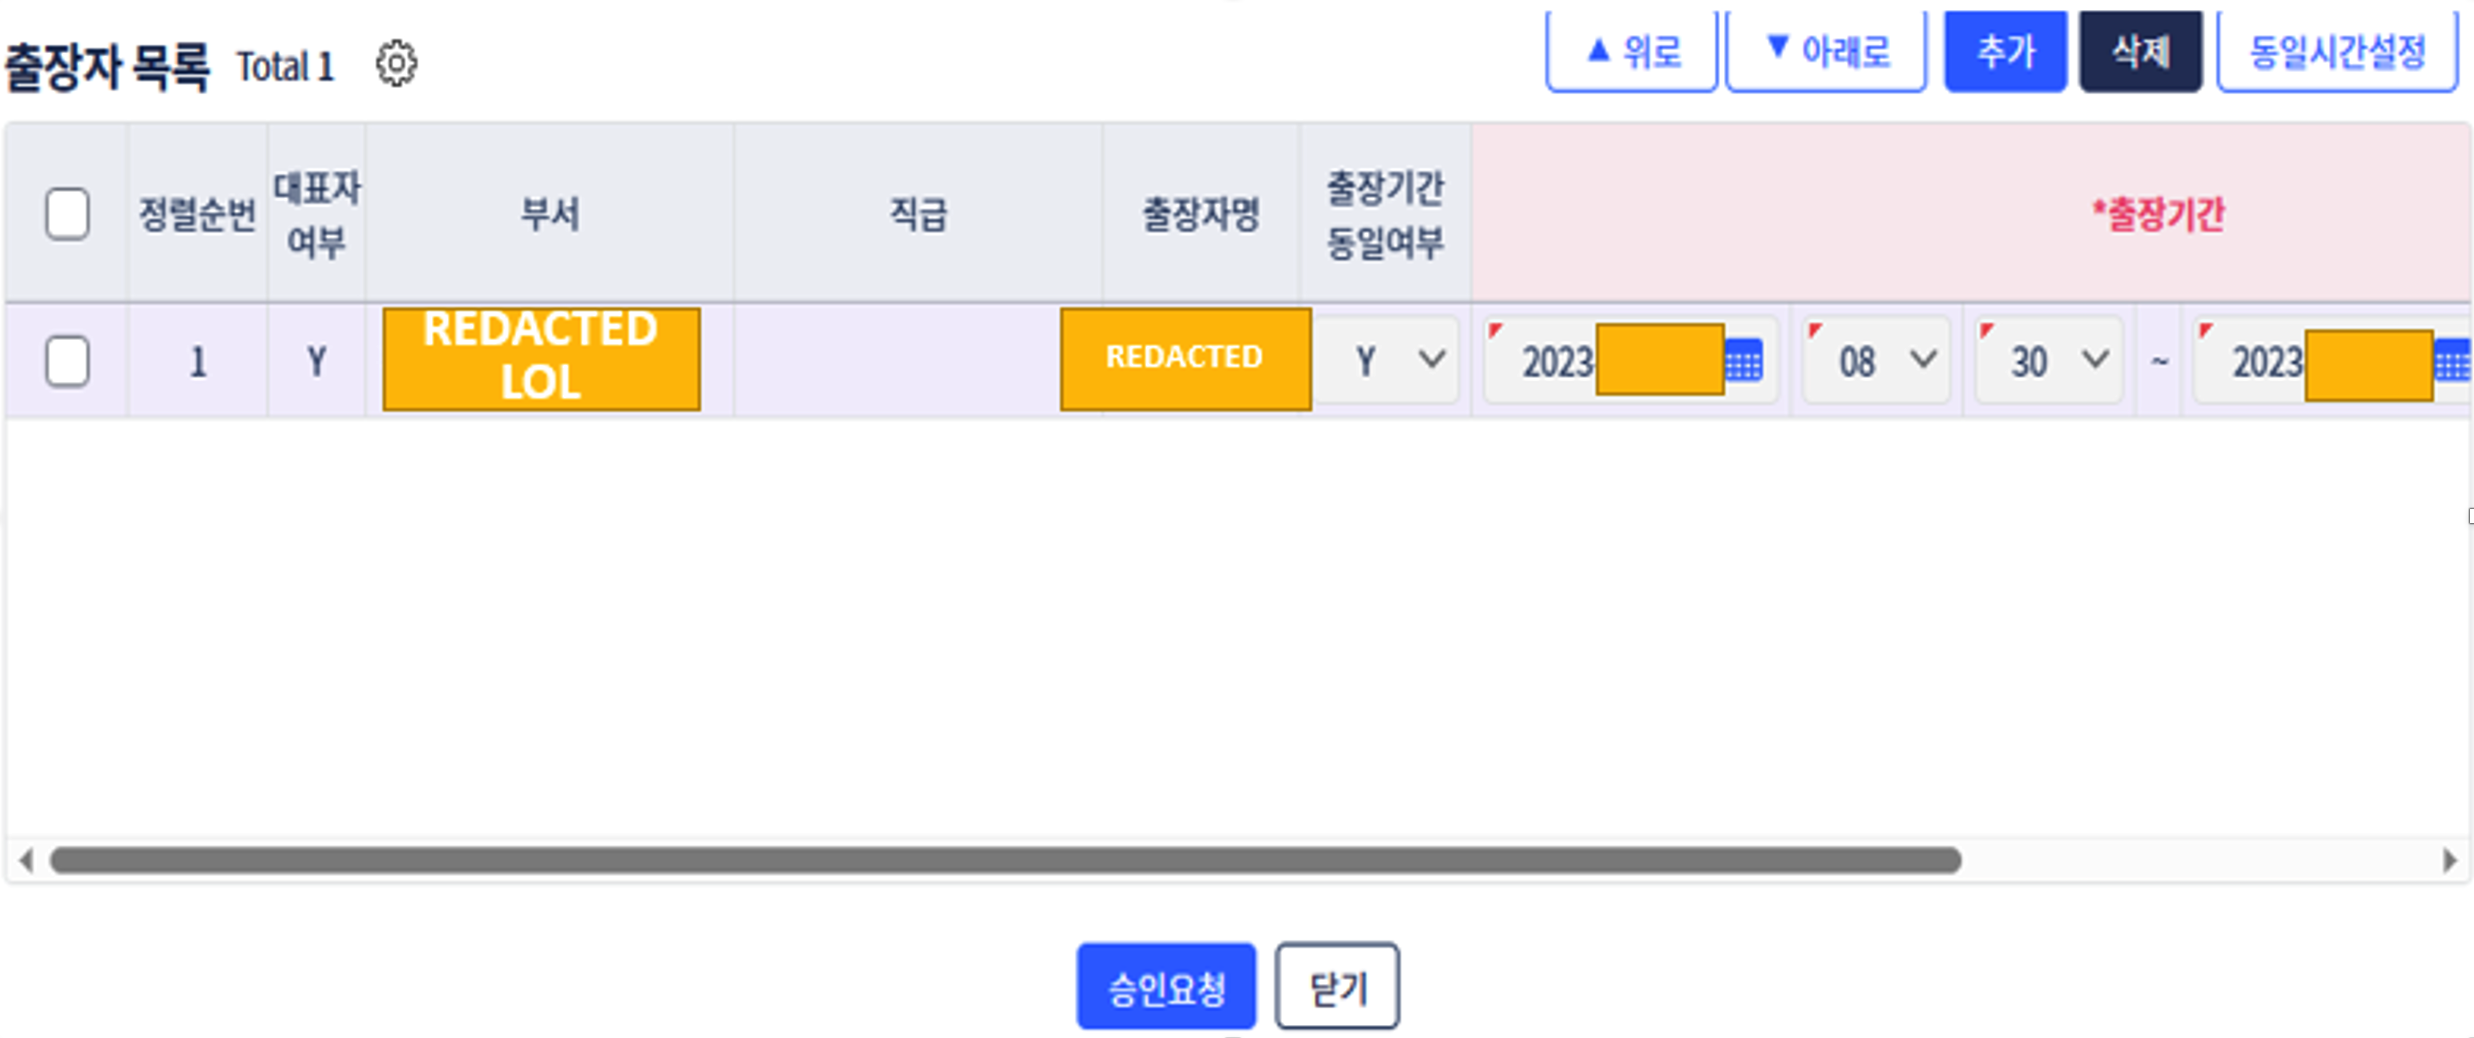 출장자 목록 Total 1
▲ 위로 ▼ 아래로 추가 삭제 동일시간설정
정렬순번
대표자
여부
부서
직급
출장자명
출장기간
동일여부
*출장기간
1
Y
REDACTED
LOL
REDACTED
Y
2023
08
30
~
2023
승인요청
닫기